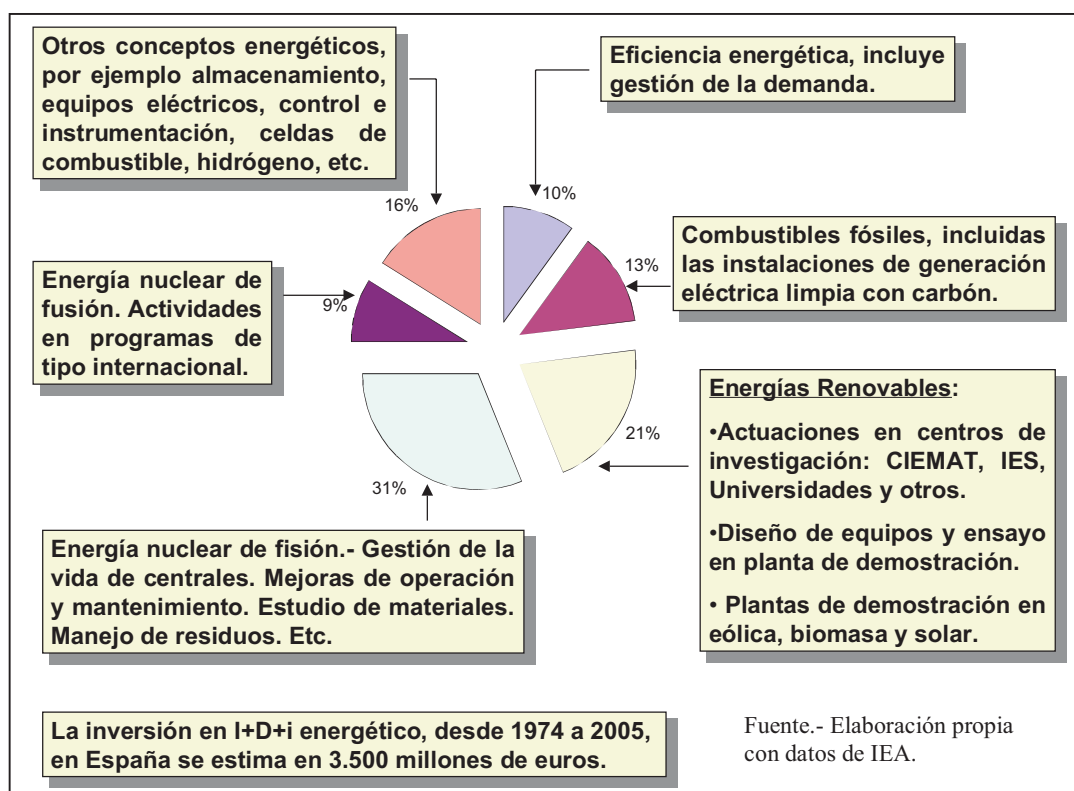 Otros conceptos energéticos,
por ejemplo almacenamiento,
equipos eléctricos, control e
instrumentación, celdas de
combustible, hidrógeno, etc.
Eficiencia energética, incluye
gestión de la demanda.
16%
10%
Combustibles fósiles, incluidas
las instalaciones de generación
eléctrica limpia con carbón.
13%
Energía nuclear de
fusión. Actividades
en programas de
tipo internacional.
9%
Energías Renovables:
•Actuaciones en centros de
investigación: CIEMAT, IES,
Universidades y otros.
•Diseño de equipos y ensayo
en planta de demostración.
• Plantas de demostración en
eólica, biomasa y solar.
21%
31%
Energía nuclear de fisión.- Gestión de la
vida de centrales. Mejoras de operación
y mantenimiento. Estudio de materiales.
Manejo de residuos. Etc.
La inversión en I+D+i energético, desde 1974 a 2005,
en España se estima en 3.500 millones de euros.
Fuente.- Elaboración propia
con datos de IEA.